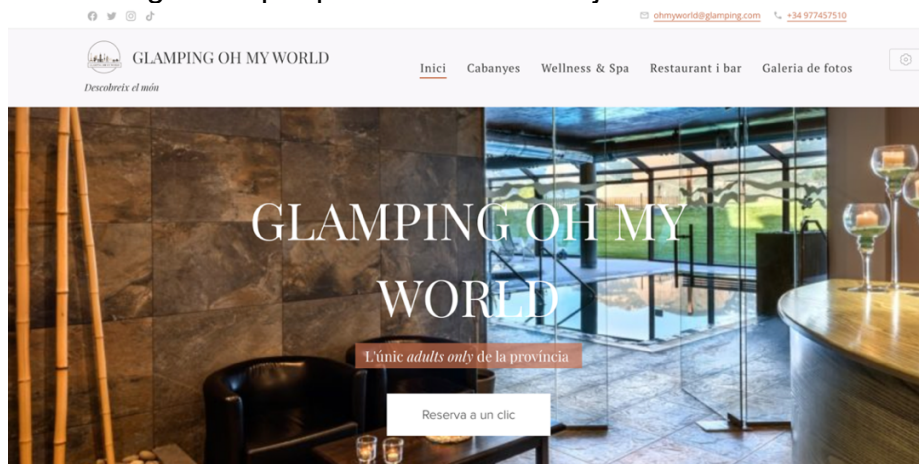 ohmyworld@glamping.com +34 977457510
GLAMPING OH MY WORLD
Descobreix el món
Inici Cabanyes Wellness & Spa Restaurant i bar Galeria de fotos
GLAMPING OH MY
WORLD
L'únic adults only de la província
Reserva a un clic